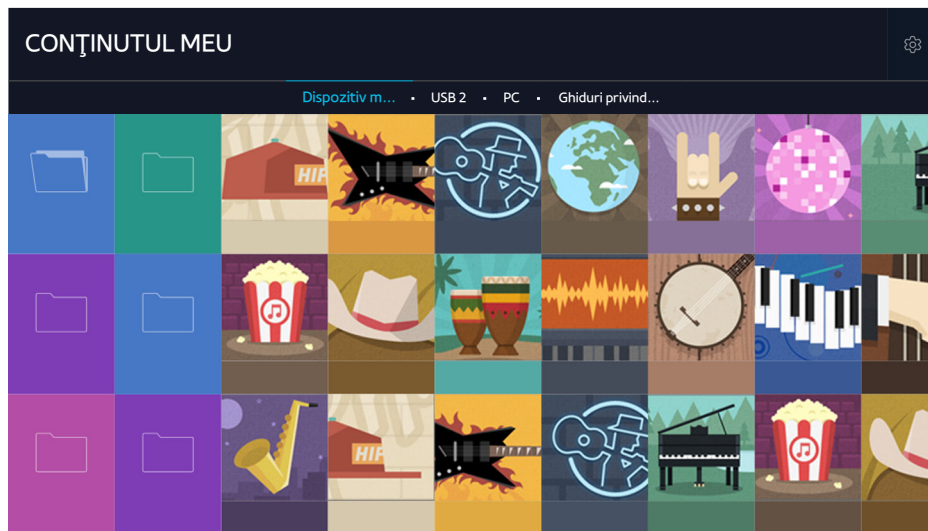 CONŢINUTUL MEU
Dispozitiv m... • USB 2 • PC • Ghiduri privind...
HIP
HIP